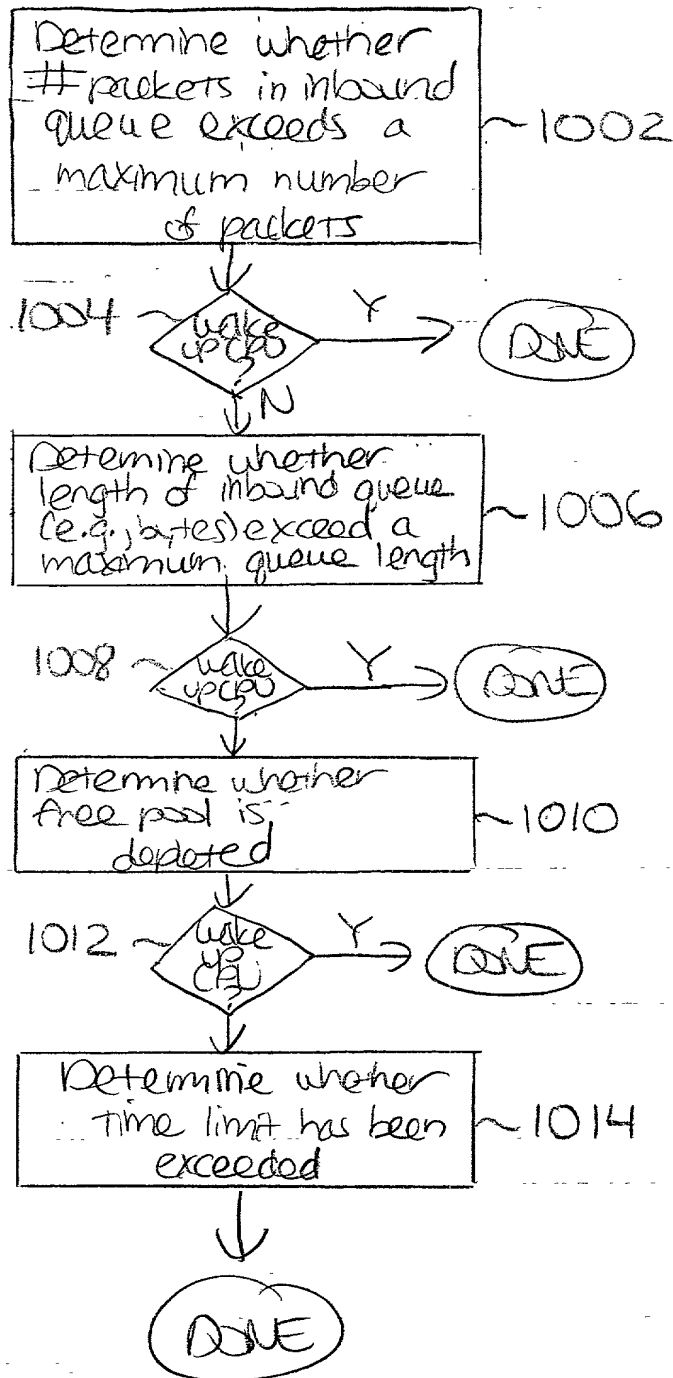 Determine whether
# packets in inbound
queue exceeds a
maximum number
of packets
~1002
1004~
wake
up CPU
?
Y
DONE
N
Determine whether
length of inbound queue
(e.g., bytes) exceed a
maximum queue length
~1006
1008~
wake
up CPU
?
Y
DONE
Determine whether
free pool is
depleted
~1010
1012~
wake
up
CPU
?
Y
DONE
Determine whether
time limit has been
exceeded
~1014
DONE